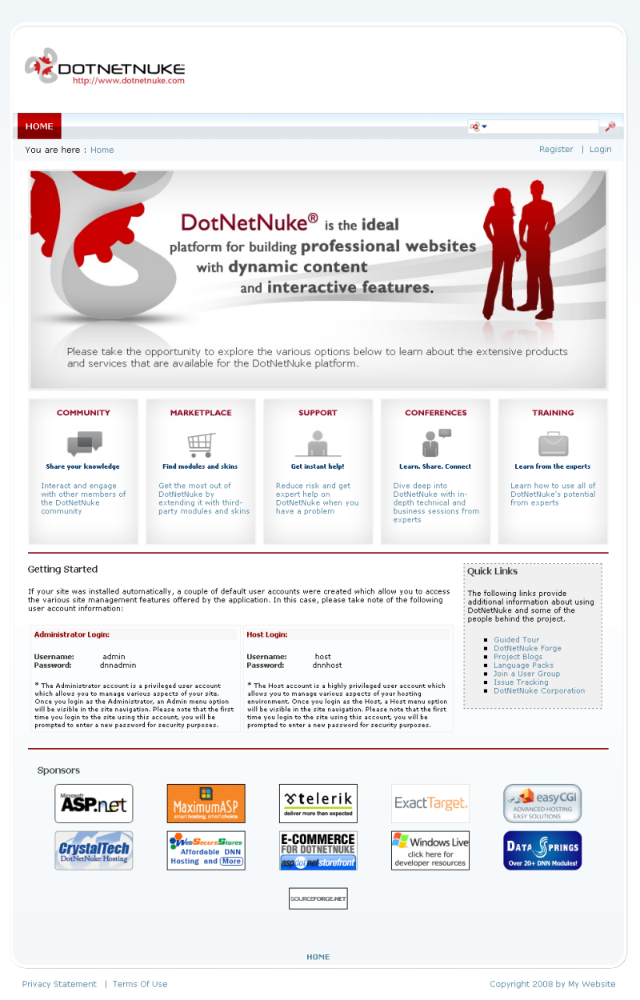 DOTNETNUKE
http://www.dotnetnuke.com
HOME
You are here : Home
Register | Login
DotNetNuke® is the ideal
platform for building professional websites
with dynamic content
and interactive features.
Please take the opportunity to explore the various options below to learn about the extensive products
and services that are available for the DotNetNuke platform.
COMMUNITY
Share your knowledge
Interact and engage
with other members of
the DotNetNuke
community
MARKETPLACE
Find modules and skins
Get the most out of
DotNetNuke by
extending it with third-
party modules and skins
SUPPORT
Get instant help!
Reduce risk and get
expert help on
DotNetNuke when you
have a problem
CONFERENCES
Learn. Share. Connect
Dive deep into
DotNetNuke with in-
depth technical and
business sessions from
experts
TRAINING
Learn from the experts
Learn how to use all of
DotNetNuke's potential
from experts
Getting Started
If your site was installed automatically, a couple of default user accounts were created which allow you to access
the various site management features offered by the application. In this case, please take note of the following
user account information:
Administrator Login:
Username: admin
Password: dnnadmin
* The Administrator account is a privileged user account
which allows you to manage various aspects of your site.
Once you login as the Administrator, an Admin menu option
will be visible in the site navigation. Please note that the first
time you login to the site using this account, you will be
prompted to enter a new password for security purposes.
Host Login:
Username: host
Password: dnnhost
* The Host account is a highly privileged user account which
allows you to manage various aspects of your hosting
environment. Once you login as the Host, a Host menu option
will be visible in the site navigation. Please note that the first
time you login to the site using this account, you will be
prompted to enter a new password for security purposes.
Quick Links
The following links provide
additional information about using
DotNetNuke and some of the
people behind the project.
Guided Tour
DotNetNuke Forge
Project Blogs
Language Packs
Join a User Group
Issue Tracking
DotNetNuke Corporation
Sponsors
Microsoft
ASP.net
MaximumASP
smart hosting. smart choice.
telerik
deliver more than expected
ExactTarget.
easyCGI
ADVANCED HOSTING
EASY SOLUTIONS
CrystalTech
DotNetNuke Hosting
WebSecureStores
Affordable DNN
Hosting and More
E-COMMERCE
FOR DOTNETNUKE
aspdotnetstorefront
Windows Live
click here for
developer resources
DATA SPRINGS
Over 20+ DNN Modules!
SOURCEFORGE.NET
HOME
Privacy Statement | Terms Of Use
Copyright 2008 by My Website